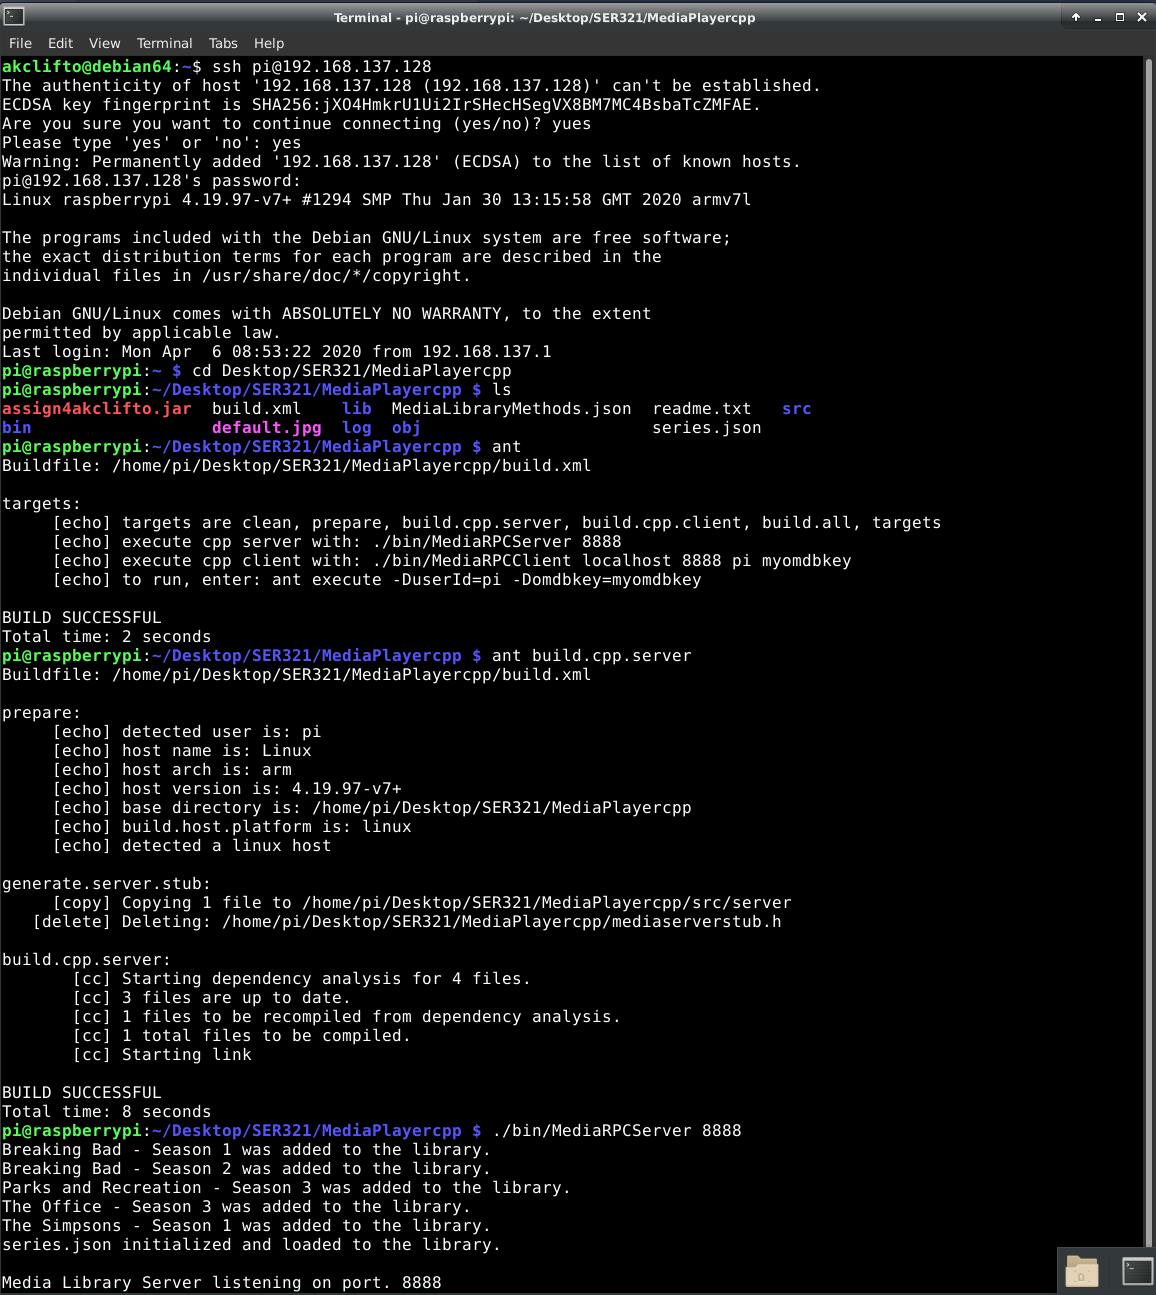 Terminal - pi@raspberrypi: ~/Desktop/SER321/MediaPlayercpp
File Edit View Terminal Tabs Help
akclifto@debian64:~$ ssh pi@192.168.137.128
The authenticity of host '192.168.137.128 (192.168.137.128)' can't be established.
ECDSA key fingerprint is SHA256:jXO4HmkrU1Ui2IrSHecHSegVX8BM7MC4BsbaTcZMFAE.
Are you sure you want to continue connecting (yes/no)? yues
Please type 'yes' or 'no': yes
Warning: Permanently added '192.168.137.128' (ECDSA) to the list of known hosts.
pi@192.168.137.128's password:
Linux raspberrypi 4.19.97-v7+ #1294 SMP Thu Jan 30 13:15:58 GMT 2020 armv7l

The programs included with the Debian GNU/Linux system are free software;
the exact distribution terms for each program are described in the
individual files in /usr/share/doc/*/copyright.

Debian GNU/Linux comes with ABSOLUTELY NO WARRANTY, to the extent
permitted by applicable law.
Last login: Mon Apr  6 08:53:22 2020 from 192.168.137.1
pi@raspberrypi:~ $ cd Desktop/SER321/MediaPlayercpp
pi@raspberrypi:~/Desktop/SER321/MediaPlayercpp $ ls
assign4akclifto.jar  build.xml    lib  MediaLibraryMethods.json  readme.txt   src
bin                  default.jpg  log  obj                       series.json
pi@raspberrypi:~/Desktop/SER321/MediaPlayercpp $ ant
Buildfile: /home/pi/Desktop/SER321/MediaPlayercpp/build.xml

targets:
     [echo] targets are clean, prepare, build.cpp.server, build.cpp.client, build.all, targets
     [echo] execute cpp server with: ./bin/MediaRPCServer 8888
     [echo] execute cpp client with: ./bin/MediaRPCClient localhost 8888 pi myomdbkey
     [echo] to run, enter: ant execute -DuserId=pi -Domdbkey=myomdbkey

BUILD SUCCESSFUL
Total time: 2 seconds
pi@raspberrypi:~/Desktop/SER321/MediaPlayercpp $ ant build.cpp.server
Buildfile: /home/pi/Desktop/SER321/MediaPlayercpp/build.xml

prepare:
     [echo] detected user is: pi
     [echo] host name is: Linux
     [echo] host arch is: arm
     [echo] host version is: 4.19.97-v7+
     [echo] base directory is: /home/pi/Desktop/SER321/MediaPlayercpp
     [echo] build.host.platform is: linux
     [echo] detected a linux host

generate.server.stub:
     [copy] Copying 1 file to /home/pi/Desktop/SER321/MediaPlayercpp/src/server
   [delete] Deleting: /home/pi/Desktop/SER321/MediaPlayercpp/mediaserverstub.h

build.cpp.server:
       [cc] Starting dependency analysis for 4 files.
       [cc] 3 files are up to date.
       [cc] 1 files to be recompiled from dependency analysis.
       [cc] 1 total files to be compiled.
       [cc] Starting link

BUILD SUCCESSFUL
Total time: 8 seconds
pi@raspberrypi:~/Desktop/SER321/MediaPlayercpp $ ./bin/MediaRPCServer 8888
Breaking Bad - Season 1 was added to the library.
Breaking Bad - Season 2 was added to the library.
Parks and Recreation - Season 3 was added to the library.
The Office - Season 3 was added to the library.
The Simpsons - Season 1 was added to the library.
series.json initialized and loaded to the library.

Media Library Server listening on port. 8888